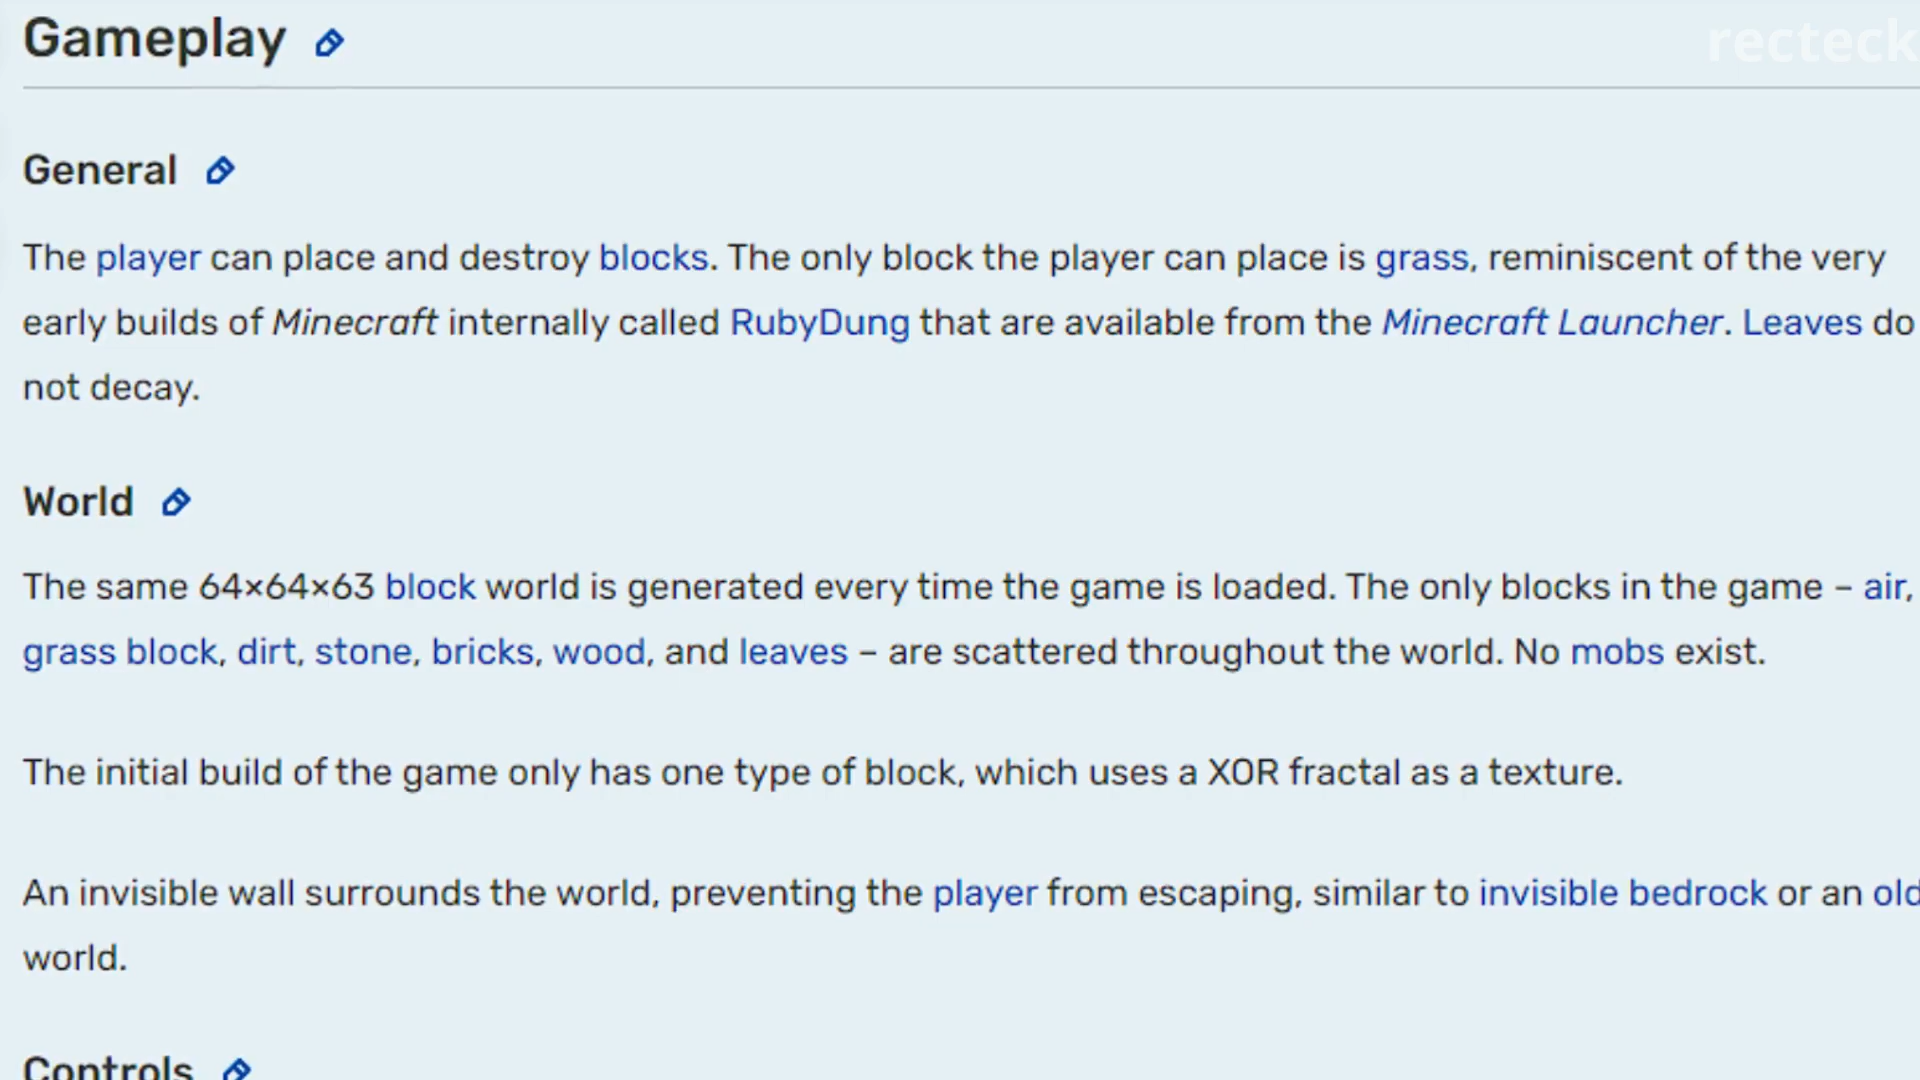 Gameplay
recteck
General
The player can place and destroy blocks. The only block the player can place is grass, reminiscent of the very
early builds of Minecraft internally called RubyDung that are available from the Minecraft Launcher. Leaves do
not decay.
World
The same 64×64×63 block world is generated every time the game is loaded. The only blocks in the game – air,
grass block, dirt, stone, bricks, wood, and leaves – are scattered throughout the world. No mobs exist.
The initial build of the game only has one type of block, which uses a XOR fractal as a texture.
An invisible wall surrounds the world, preventing the player from escaping, similar to invisible bedrock or an old
world.
Controls